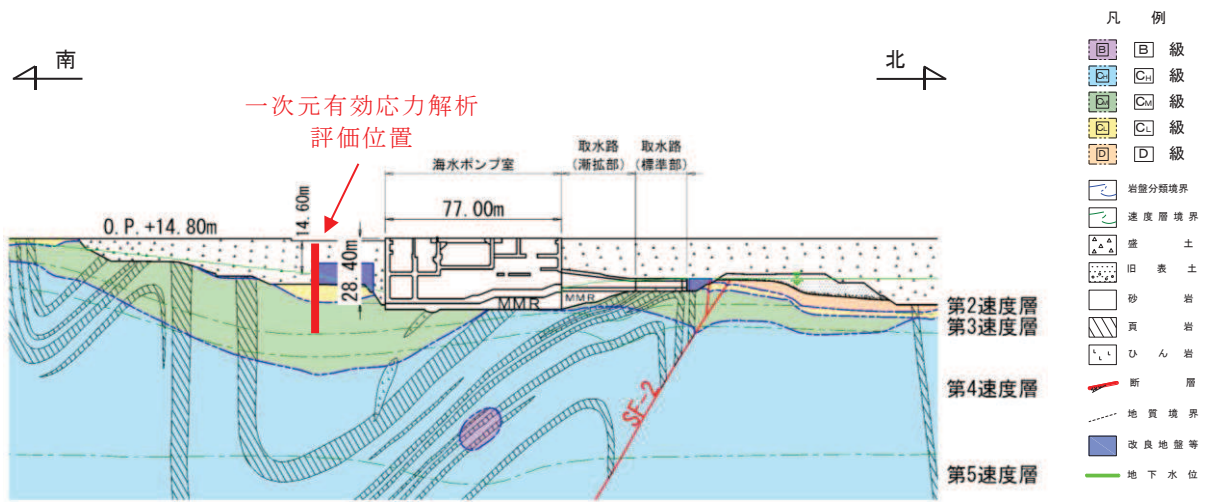 南
北
一次元有効応力解析
評価位置
海水ポンプ室
取水路
(漸拡部)
取水路
(標準部)
77.00m
14.60m
O.P.+14.80m
28.40m
MMR
MMR
SF-2
第2速度層
第3速度層
第4速度層
第5速度層
凡 例
B B 級
CH CH 級
CM CM 級
CL CL 級
D D 級
岩盤分類境界
速度層境界
盛 土
旧 表 土
砂 岩
頁 岩
ひ ん 岩
断 層
地 質 境 界
改 良 地 盤 等
地 下 水 位